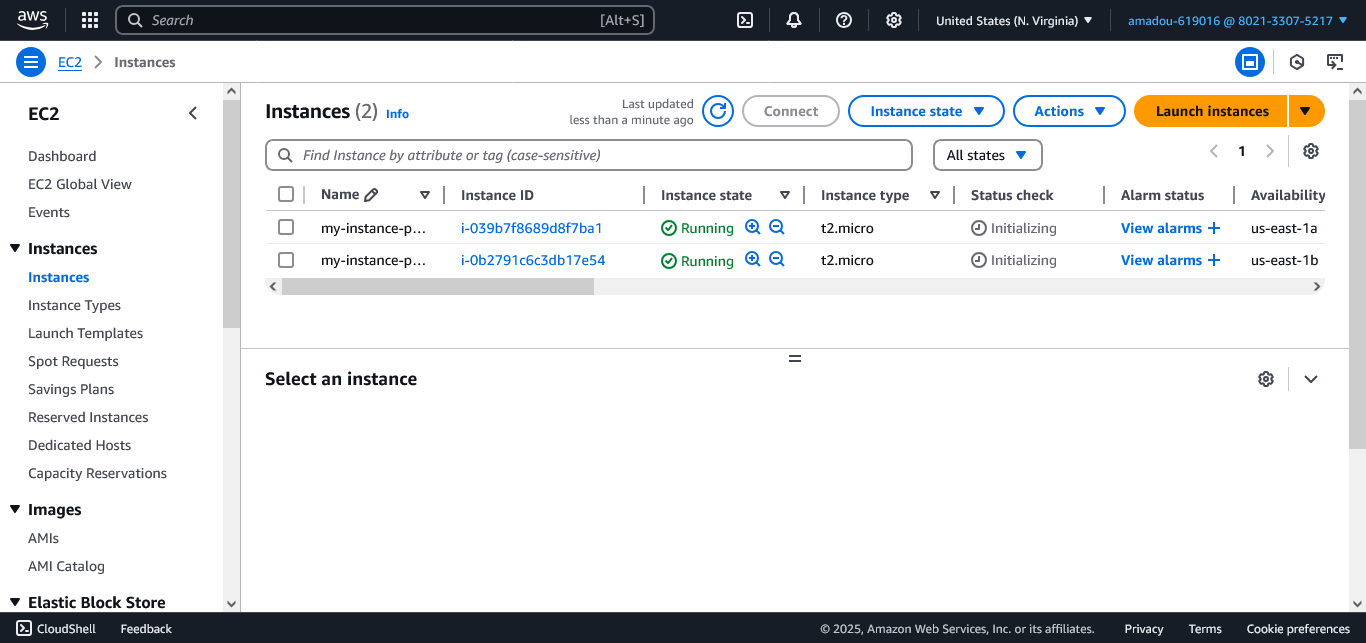 aws
Search [Alt+S]
United States (N. Virginia)
amadou-619016 @ 8021-3307-5217
EC2 Instances
EC2
Dashboard
EC2 Global View
Events
Instances
Instances
Instance Types
Launch Templates
Spot Requests
Savings Plans
Reserved Instances
Dedicated Hosts
Capacity Reservations
Images
AMIs
AMI Catalog
Elastic Block Store
Instances (2) Info
Last updated
less than a minute ago
Connect
Instance state
Actions
Launch instances
Find Instance by attribute or tag (case-sensitive)
All states
1
Name Instance ID Instance state Instance type Status check Alarm status Availability
my-instance-p... i-039b7f8689d8f7ba1 Running t2.micro Initializing View alarms + us-east-1a
my-instance-p... i-0b2791c6c3db17e54 Running t2.micro Initializing View alarms + us-east-1b
Select an instance
CloudShell Feedback © 2025, Amazon Web Services, Inc. or its affiliates. Privacy Terms Cookie preferences